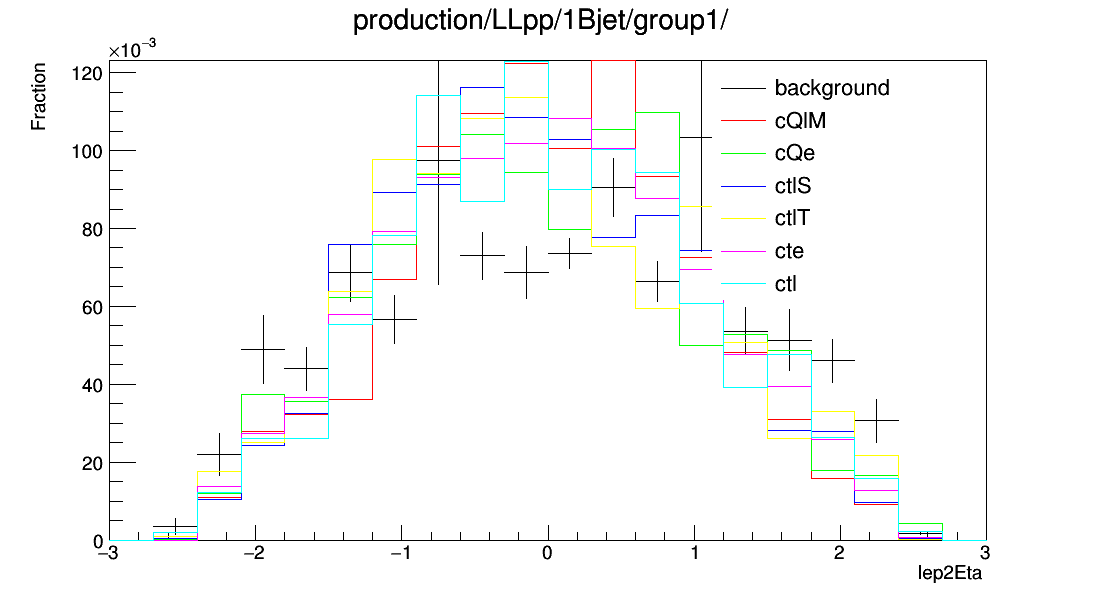 production/LLpp/1Bjet/group1/
×10⁻³
Fraction
120
100
80
60
40
20
0
background
cQlM
cQe
ctlS
ctlT
cte
ctl
−3
−2
−1
0
1
2
3
lep2Eta